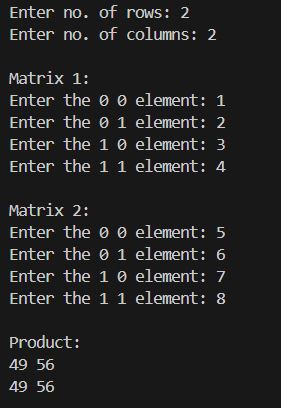 Enter no. of rows: 2
Enter no. of columns: 2
Matrix 1:
Enter the 0 0 element: 1
Enter the 0 1 element: 2
Enter the 1 0 element: 3
Enter the 1 1 element: 4
Matrix 2:
Enter the 0 0 element: 5
Enter the 0 1 element: 6
Enter the 1 0 element: 7
Enter the 1 1 element: 8
Product:
49 56
49 56